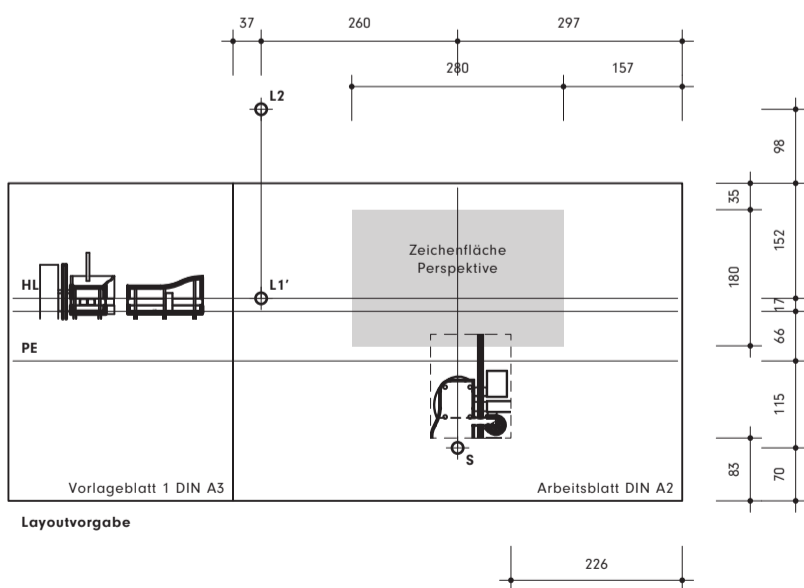 37 260 297
280 157
L2
98
35
152
Zeichenfläche
Perspektive
180
HL
L1′
17
66
PE
115
S
83
70
Vorlageblatt 1 DIN A3
Arbeitsblatt DIN A2
Layoutvorgabe
226